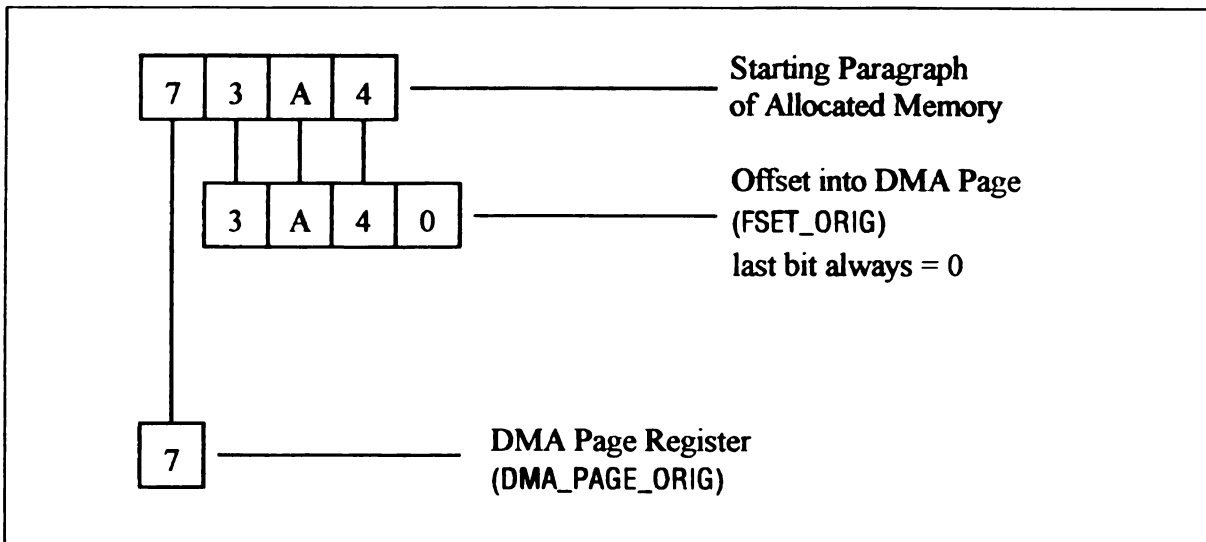 7 3 A 4
Starting Paragraph
of Allocated Memory
3 A 4 0
Offset into DMA Page
(FSET_ORIG)
last bit always = 0
7
DMA Page Register
(DMA_PAGE_ORIG)